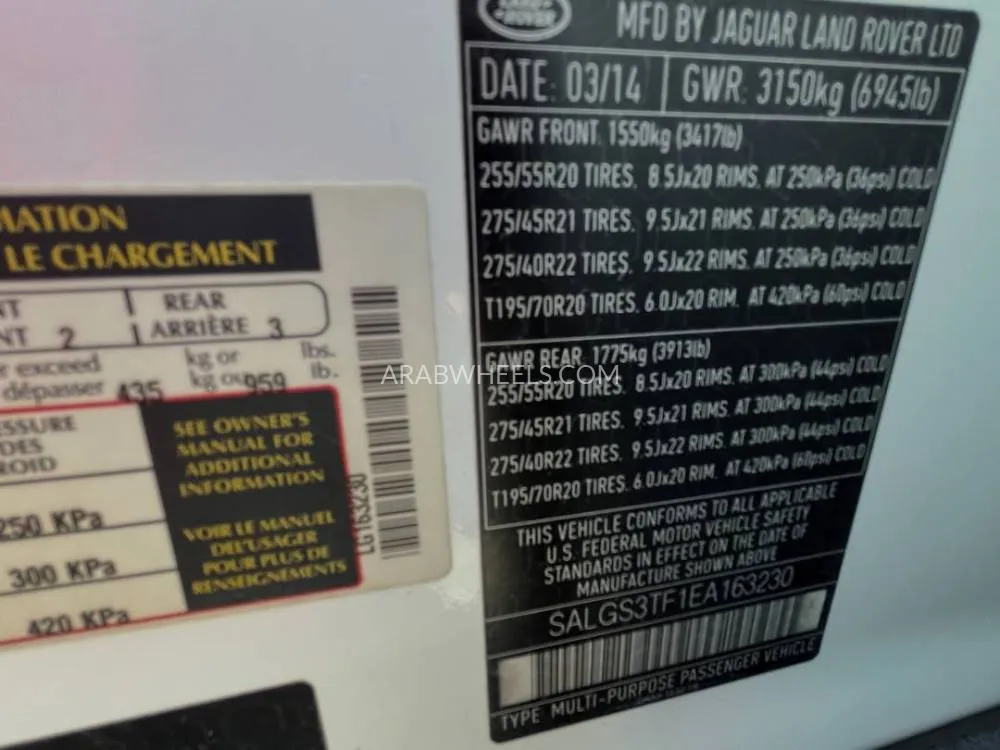 MATION
LE CHARGEMENT
REAR
2 ARRIÈRE 3
exceed kg or lbs.
dépasser 435 kg ou 959 lb.
SEE OWNER'S
MANUAL FOR
ADDITIONAL
INFORMATION
250 KPa
VOIR LE MANUEL
DE L'USAGER
POUR PLUS DE
RENSEIGNEMENTS
300 KPa
420 KPa
LG T163230
ROVER
MFD BY JAGUAR LAND ROVER LTD
DATE: 03/14 GWR: 3150kg (6945lb)
GAWR FRONT. 1550kg (3417lb)
255/55R20 TIRES. 8.5Jx20 RIMS. AT 250kPa (36psi) COLD
275/45R21 TIRES. 9.5Jx21 RIMS. AT 250kPa (36psi) COLD
275/40R22 TIRES. 9.5Jx22 RIMS. AT 250kPa (36psi) COLD
T195/70R20 TIRES. 6.0Jx20 RIM. AT 420kPa (60psi) COLD
GAWR REAR. 1775kg (3913lb)
255/55R20 TIRES. 8.5Jx20 RIMS. AT 300kPa (44psi) COLD
275/45R21 TIRES. 9.5Jx21 RIMS. AT 300kPa (44psi) COLD
275/40R22 TIRES. 9.5Jx22 RIMS. AT 300kPa (44psi) COLD
T195/70R20 TIRES. 6.0Jx20 RIM. AT 420kPa (60psi) COLD
THIS VEHICLE CONFORMS TO ALL APPLICABLE
U.S. FEDERAL MOTOR VEHICLE SAFETY
STANDARDS IN EFFECT ON THE DATE OF
MANUFACTURE SHOWN ABOVE
SALGS3TF1EA163230
TYPE: MULTI-PURPOSE PASSENGER VEHICLE
ARABWHEELS.COM